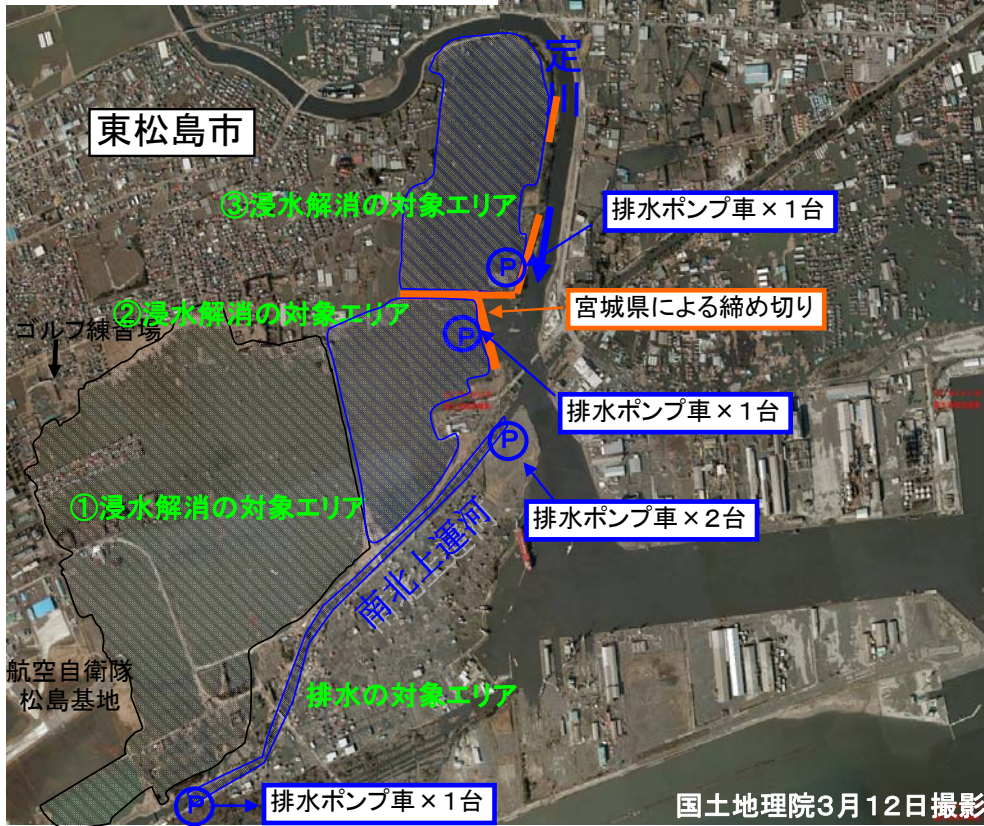 定川
東松島市
③浸水解消の対象エリア
排水ポンプ車×1台
P
②浸水解消の対象エリア
宮城県による締め切り
ゴルフ練習場
P
排水ポンプ車×1台
P
①浸水解消の対象エリア
排水ポンプ車×2台
南北上運河
航空自衛隊
松島基地
排水の対象エリア
P
排水ポンプ車×1台
国土地理院3月12日撮影